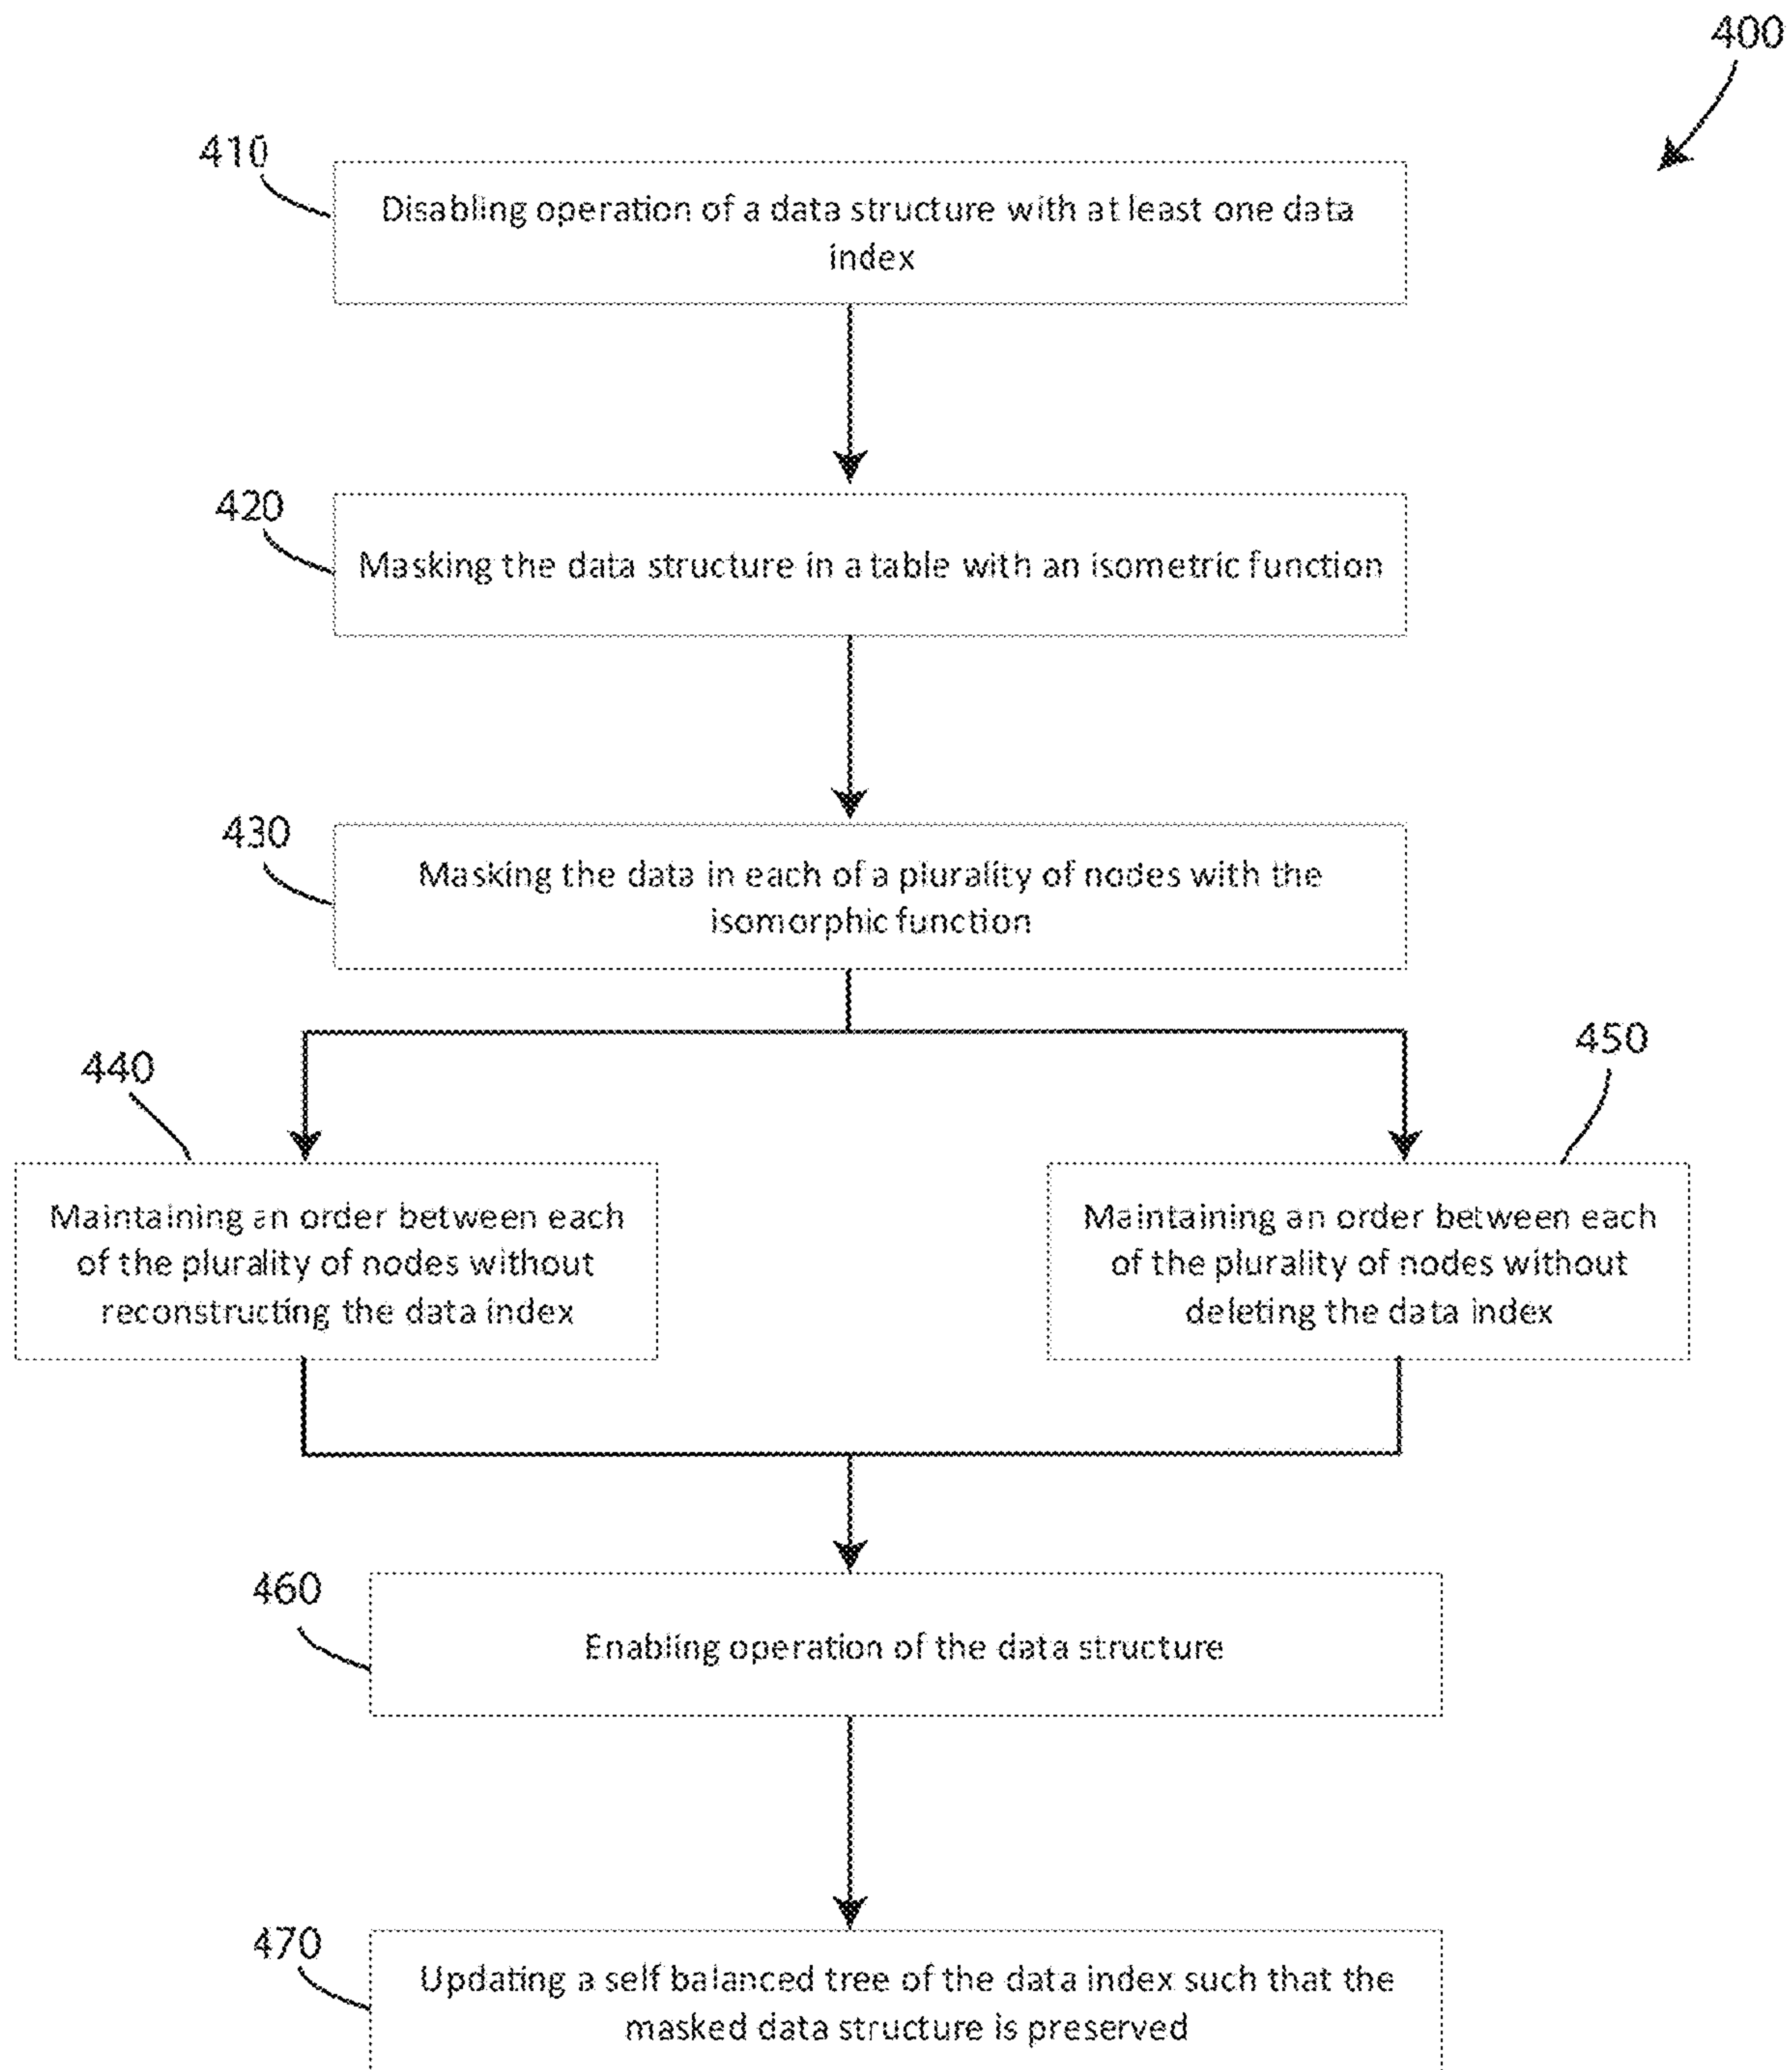 400
410
Disabling operation of a data structure with at least one data
index
420
Masking the data structure in a table with an isometric function
430
Masking the data in each of a plurality of nodes with the
isomorphic function
440
450
Maintaining an order between each
of the plurality of nodes without
reconstructing the data index
Maintaining an order between each
of the plurality of nodes without
deleting the data index
460
Enabling operation of the data structure
470
Updating a self balanced tree of the data index such that the
masked data structure is preserved